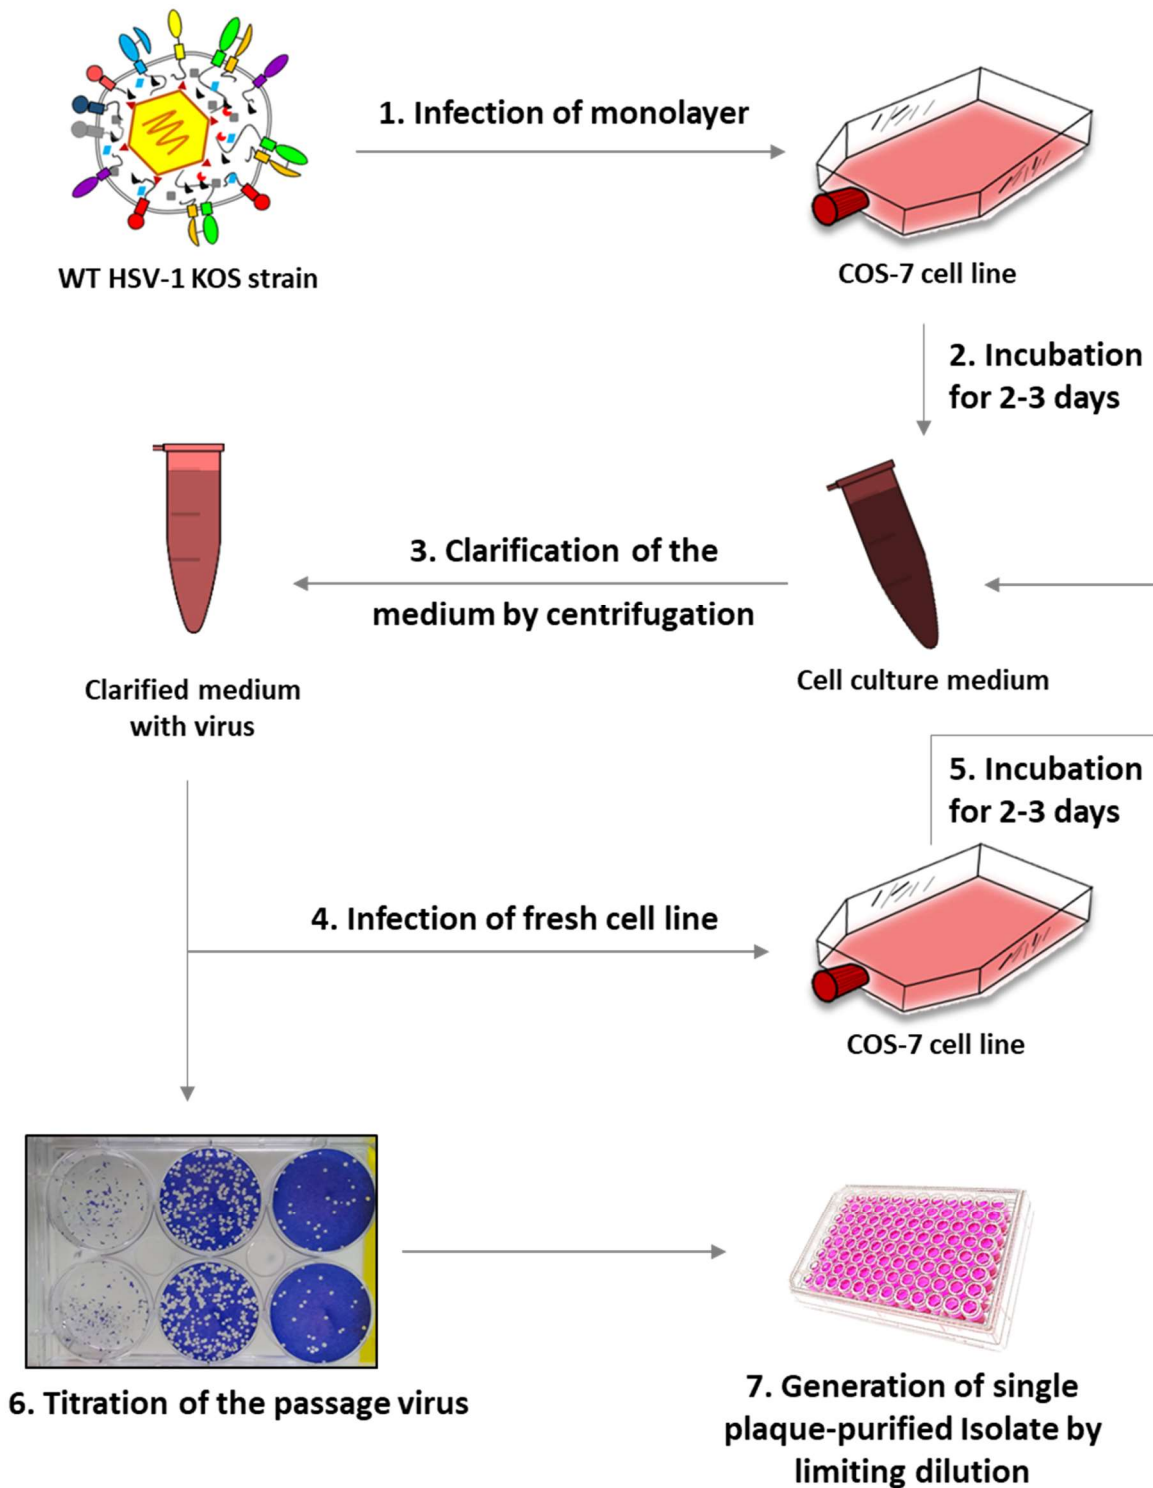 1. Infection of monolayer
WT HSV-1 KOS strain
COS-7 cell line
2. Incubation
for 2-3 days
3. Clarification of the
medium by centrifugation
Cell culture medium
Clarified medium
with virus
5. Incubation
for 2-3 days
4. Infection of fresh cell line
COS-7 cell line
6. Titration of the passage virus
7. Generation of single
plaque-purified Isolate by
limiting dilution